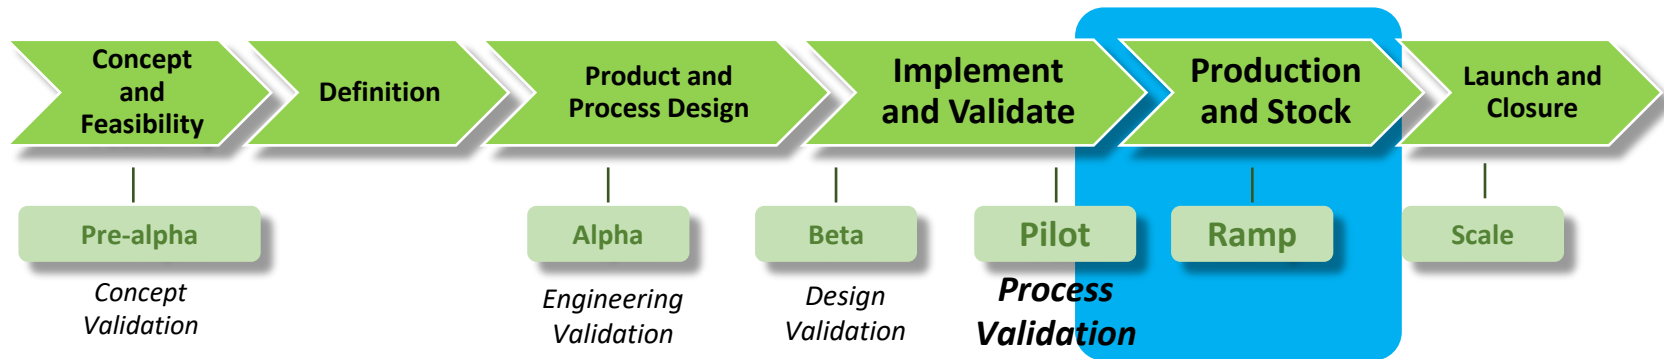 Concept
and
Feasibility
Definition
Product and
Process Design
Implement
and Validate
Production
and Stock
Launch and
Closure
Pre-alpha
Alpha
Beta
Pilot
Ramp
Scale
Concept
Validation
Engineering
Validation
Design
Validation
Process
Validation